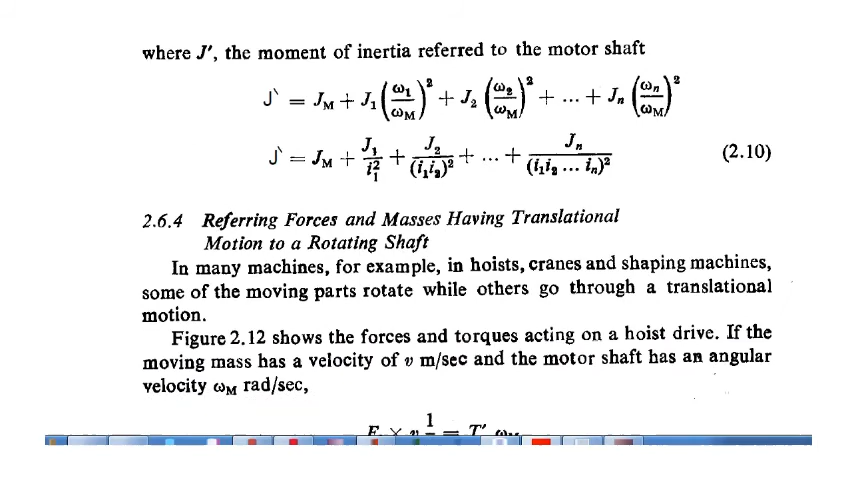 where J′, the moment of inertia referred to the motor shaft
J` = J_M + J_1 (ω_1/ω_M)^2 + J_2 (ω_2/ω_M)^2 + ... + J_n (ω_n/ω_M)^2
J` = J_M + J_1/i_1^2 + J_2/(i_1i_2)^2 + ... + J_n/(i_1i_2 ... i_n)^2 (2.10)
2.6.4 Referring Forces and Masses Having Translational
Motion to a Rotating Shaft
In many machines, for example, in hoists, cranes and shaping machines,
some of the moving parts rotate while others go through a translational
motion.
Figure 2.12 shows the forces and torques acting on a hoist drive. If the
moving mass has a velocity of v m/sec and the motor shaft has an angular
velocity ω_M rad/sec,